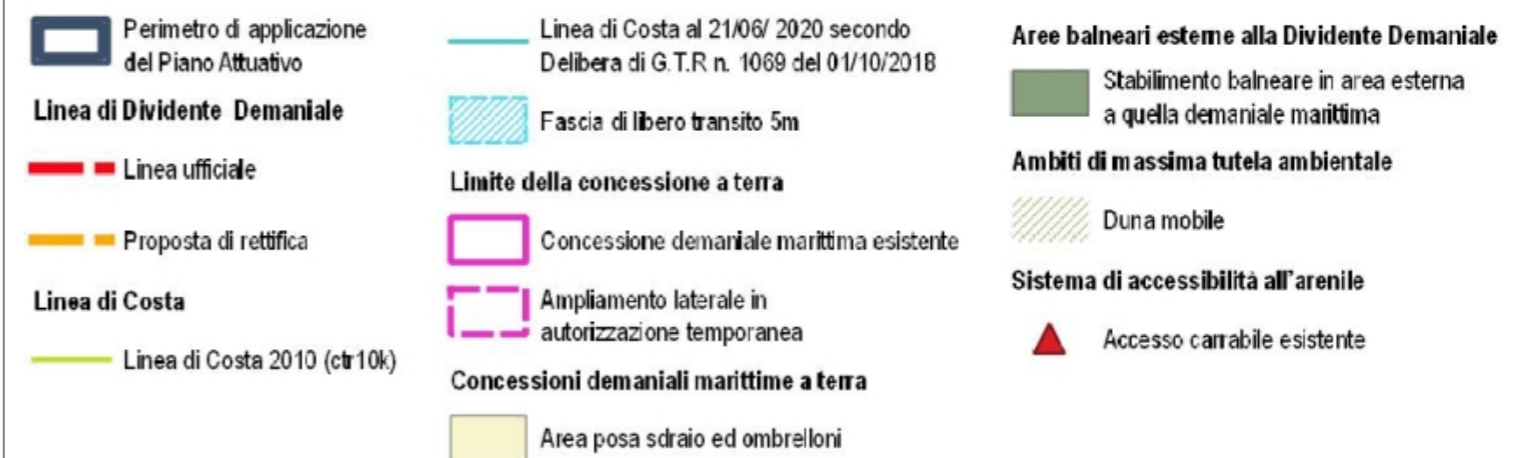 Perimetro di applicazione
del Piano Attuativo
Linea di Dividente Demaniale
Linea ufficiale
Proposta di rettifica
Linea di Costa
Linea di Costa 2010 (ctr10k)
Linea di Costa al 21/06/ 2020 secondo
Delibera di G.T.R n. 1069 del 01/10/2018
Fascia di libero transito 5m
Limite della concessione a terra
Concessione demaniale marittima esistente
Ampliamento laterale in
autorizzazione temporanea
Concessioni demaniali marittime a terra
Area posa sdraio ed ombrelloni
Aree balneari esterne alla Dividente Demaniale
Stabilimento balneare in area esterna
a quella demaniale marittima
Ambiti di massima tutela ambientale
Duna mobile
Sistema di accessibilità all'arenile
Accesso carrabile esistente